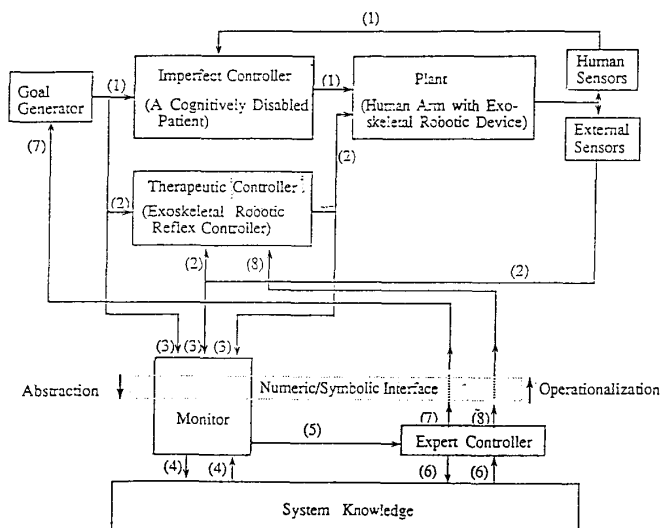 (1)
Imperfect Controller
(A Cognitively Disabled
Patient)
(1)
Plant
(Human Arm with Exo-
skeletal Robotic Device)
Human
Sensors
External
Sensors
Goal
Generator
(1)
(7)
(2)
(2)
Therapeutic Controller
(Exoskeletal Robotic
Reflex Controller)
(2)
(8)
(2)
(3)
(3)
(3)
Abstraction
Numeric/Symbolic Interface
Operationalization
Monitor
(7)
(8)
(5)
Expert Controller
(4)
(4)
(6)
(6)
System Knowledge